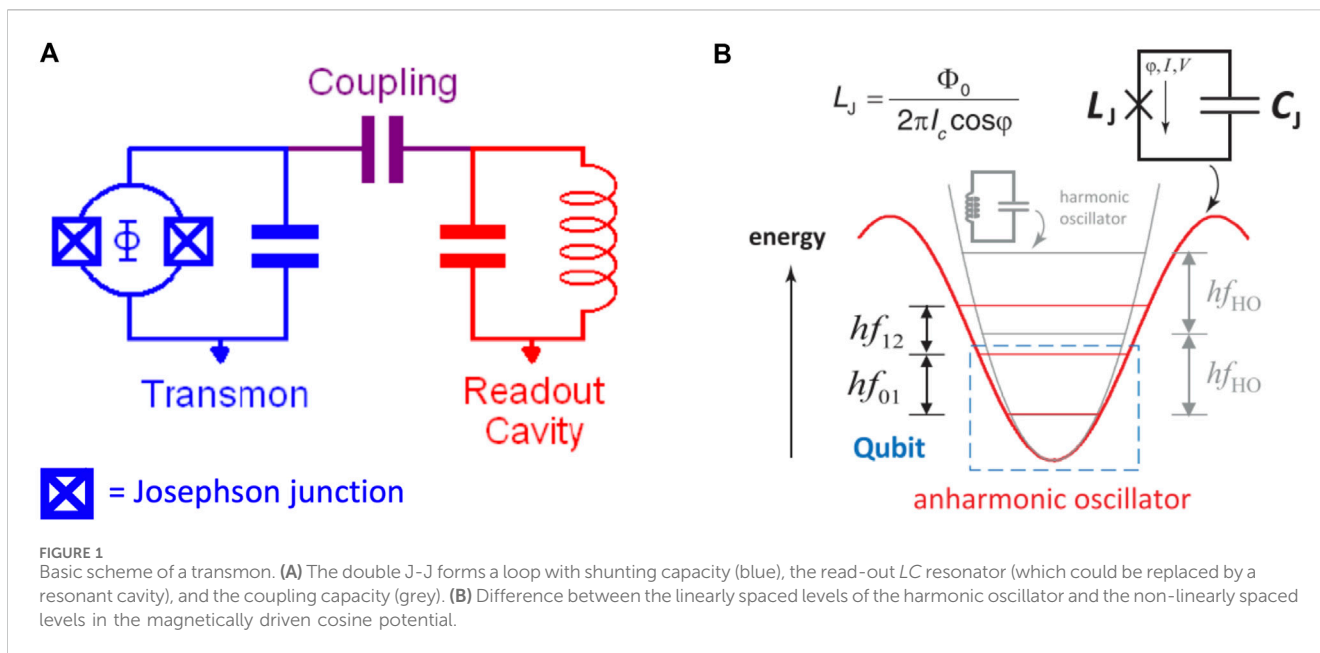 A
Coupling
Φ
Transmon
Readout
Cavity
= Josephson junction
B
L_J = Φ_0 / 2πI_c cosφ
φ, I, V
L_J
C_J
harmonic
oscillator
energy
hf_HO
hf_12
hf_01
hf_HO
Qubit
anharmonic oscillator
FIGURE 1
Basic scheme of a transmon. (A) The double J-J forms a loop with shunting capacity (blue), the read-out LC resonator (which could be replaced by a
resonant cavity), and the coupling capacity (grey). (B) Difference between the linearly spaced levels of the harmonic oscillator and the non-linearly spaced
levels in the magnetically driven cosine potential.